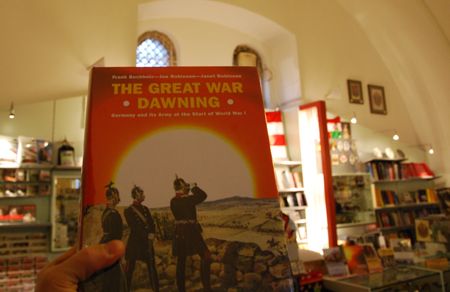 Frank Buchholz—Joe Robinson—Janet Robinson
THE GREAT WAR
• DAWNING •
Germany and its Army at the Start of World War I